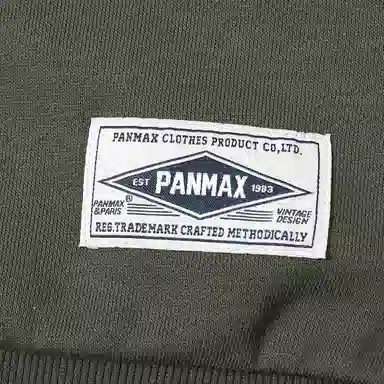 PANMAX CLOTHES PRODUCT CO,LTD.
EST PANMAX 1983
PANMAX ®
&PARIS
VINTAGE
DESIGN
REG.TRADEMARK CRAFTED METHODICALLY